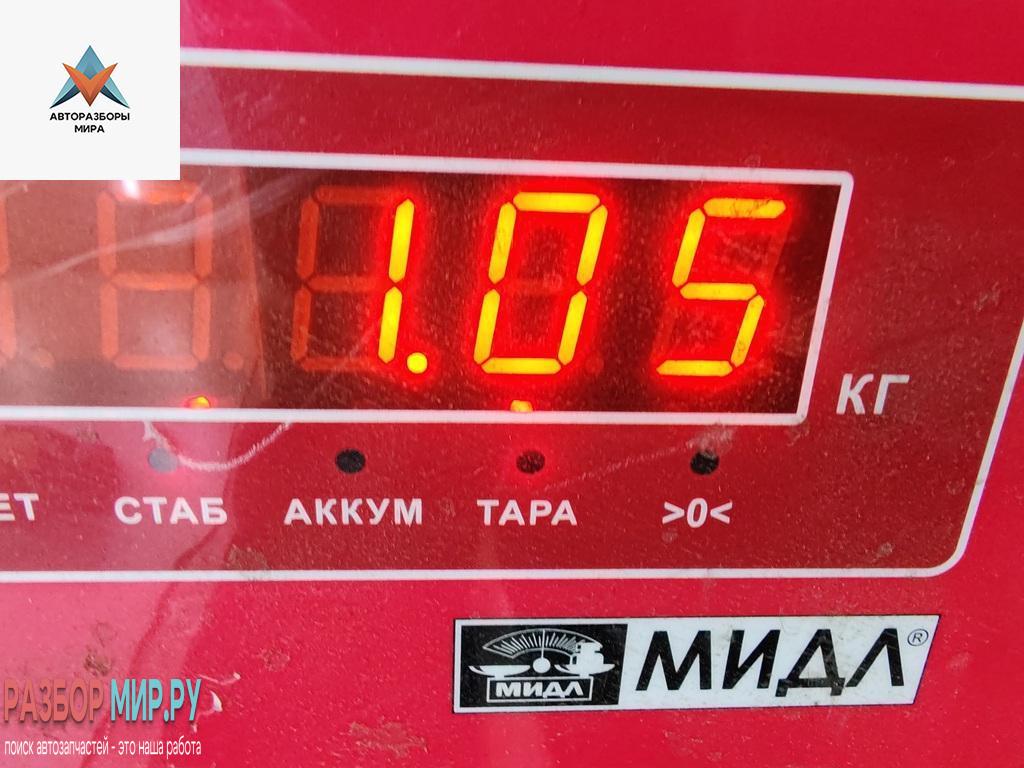 АВТОРАЗБОРЫ
МИРА
1.05
КГ
СТАБ АККУМ ТАРА >0<
МИДЛ
МИДЛ®
РАЗБОР МИР.РУ
поиск автозапчастей - это наша работа